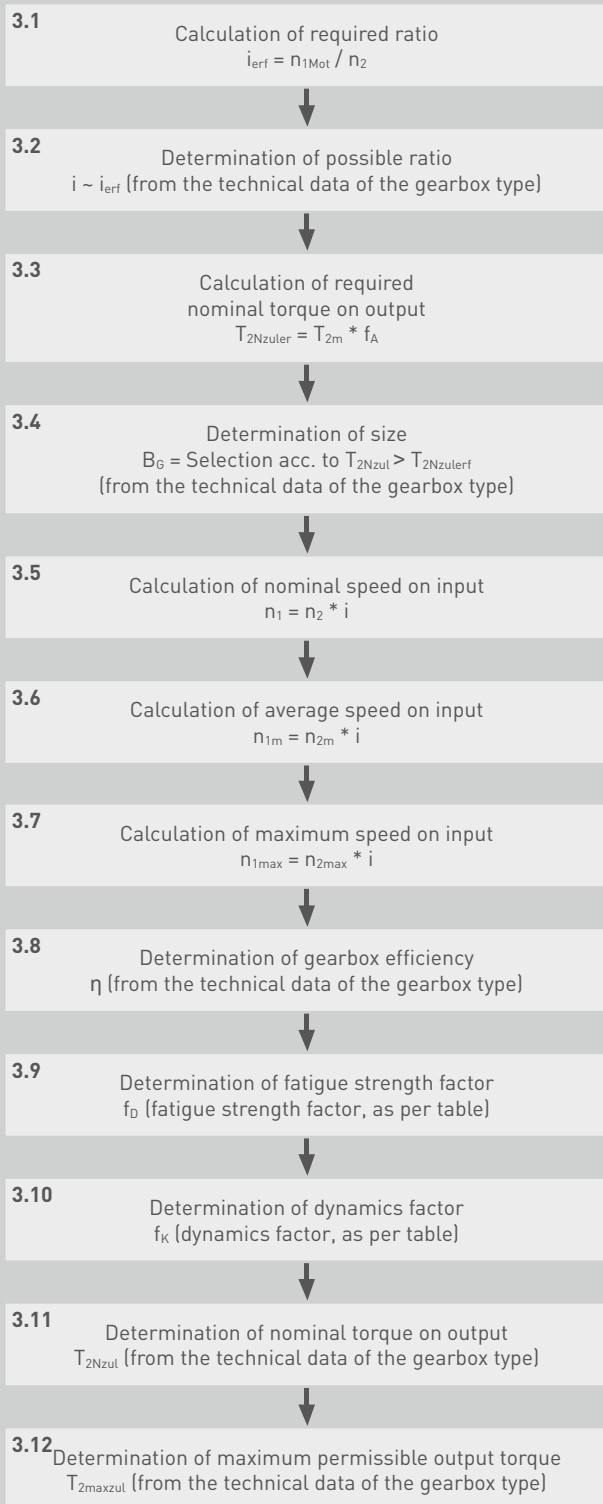 3.1
Calculation of required ratio
i_erf = n_1Mot / n_2
3.2
Determination of possible ratio
i ~ i_erf (from the technical data of the gearbox type)
3.3
Calculation of required
nominal torque on output
T_2Nzuler = T_2m * f_A
3.4
Determination of size
B_G = Selection acc. to T_2Nzul > T_2Nzulerf
(from the technical data of the gearbox type)
3.5
Calculation of nominal speed on input
n_1 = n_2 * i
3.6
Calculation of average speed on input
n_1m = n_2m * i
3.7
Calculation of maximum speed on input
n_1max = n_2max * i
3.8
Determination of gearbox efficiency
η (from the technical data of the gearbox type)
3.9
Determination of fatigue strength factor
f_D (fatigue strength factor, as per table)
3.10
Determination of dynamics factor
f_K (dynamics factor, as per table)
3.11
Determination of nominal torque on output
T_2Nzul (from the technical data of the gearbox type)
3.12
Determination of maximum permissible output torque
T_2maxzul (from the technical data of the gearbox type)